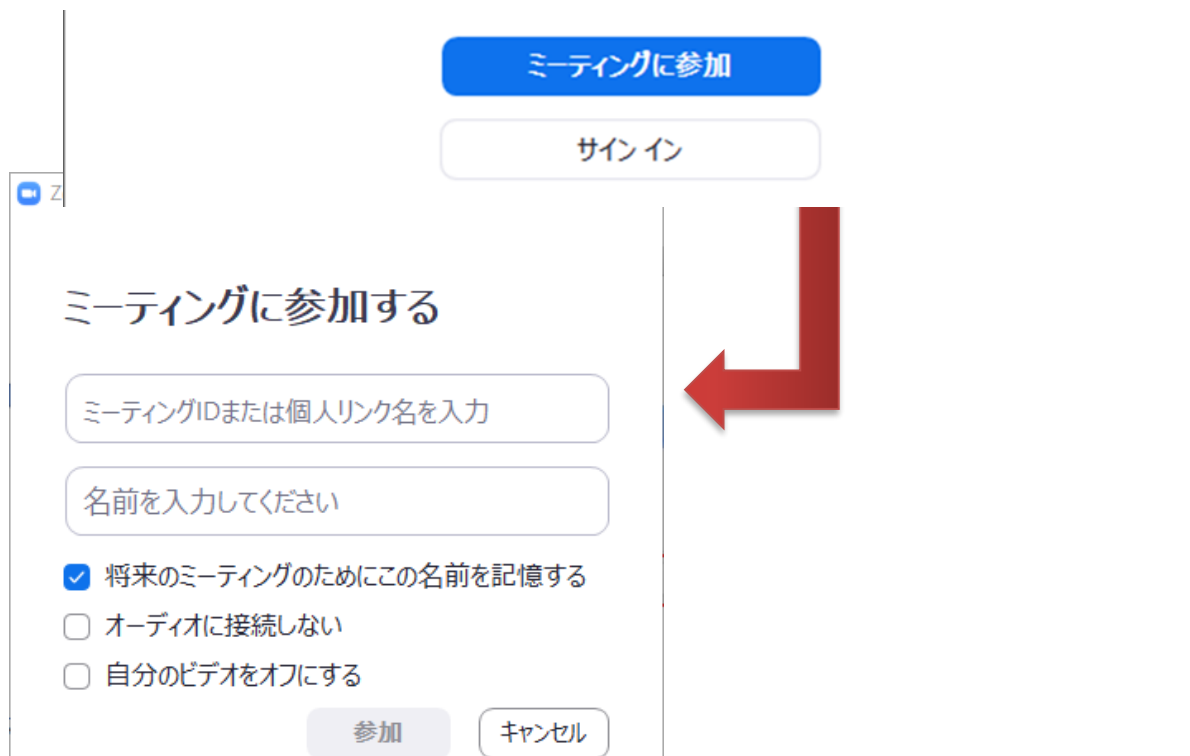 ミーティングに参加
サイン イン
Z
ミーティングに参加する
ミーティングIDまたは個人リンク名を入力
名前を入力してください
将来のミーティングのためにこの名前を記憶する
オーディオに接続しない
自分のビデオをオフにする
参加
キャンセル